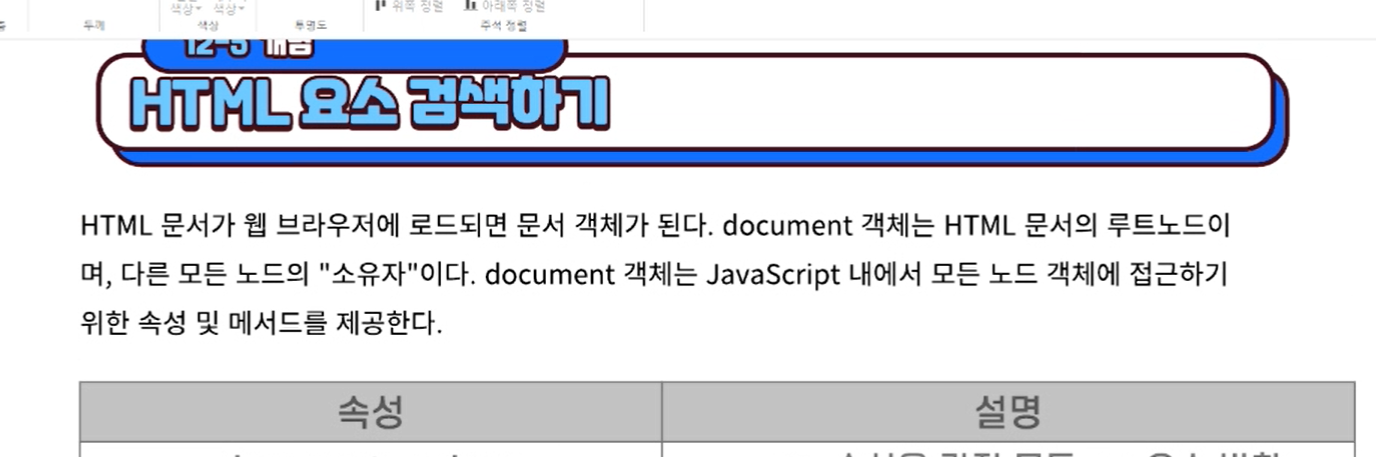 색상 색상 위쪽 정렬 아래쪽 정렬
두께 색상 투명도 주석 정렬
12-5 개념
HTML 요소 검색하기
HTML 문서가 웹 브라우저에 로드되면 문서 객체가 된다. document 객체는 HTML 문서의 루트노드이
며, 다른 모든 노드의 "소유자"이다. document 객체는 JavaScript 내에서 모든 노드 객체에 접근하기
위한 속성 및 메서드를 제공한다.
속성 설명